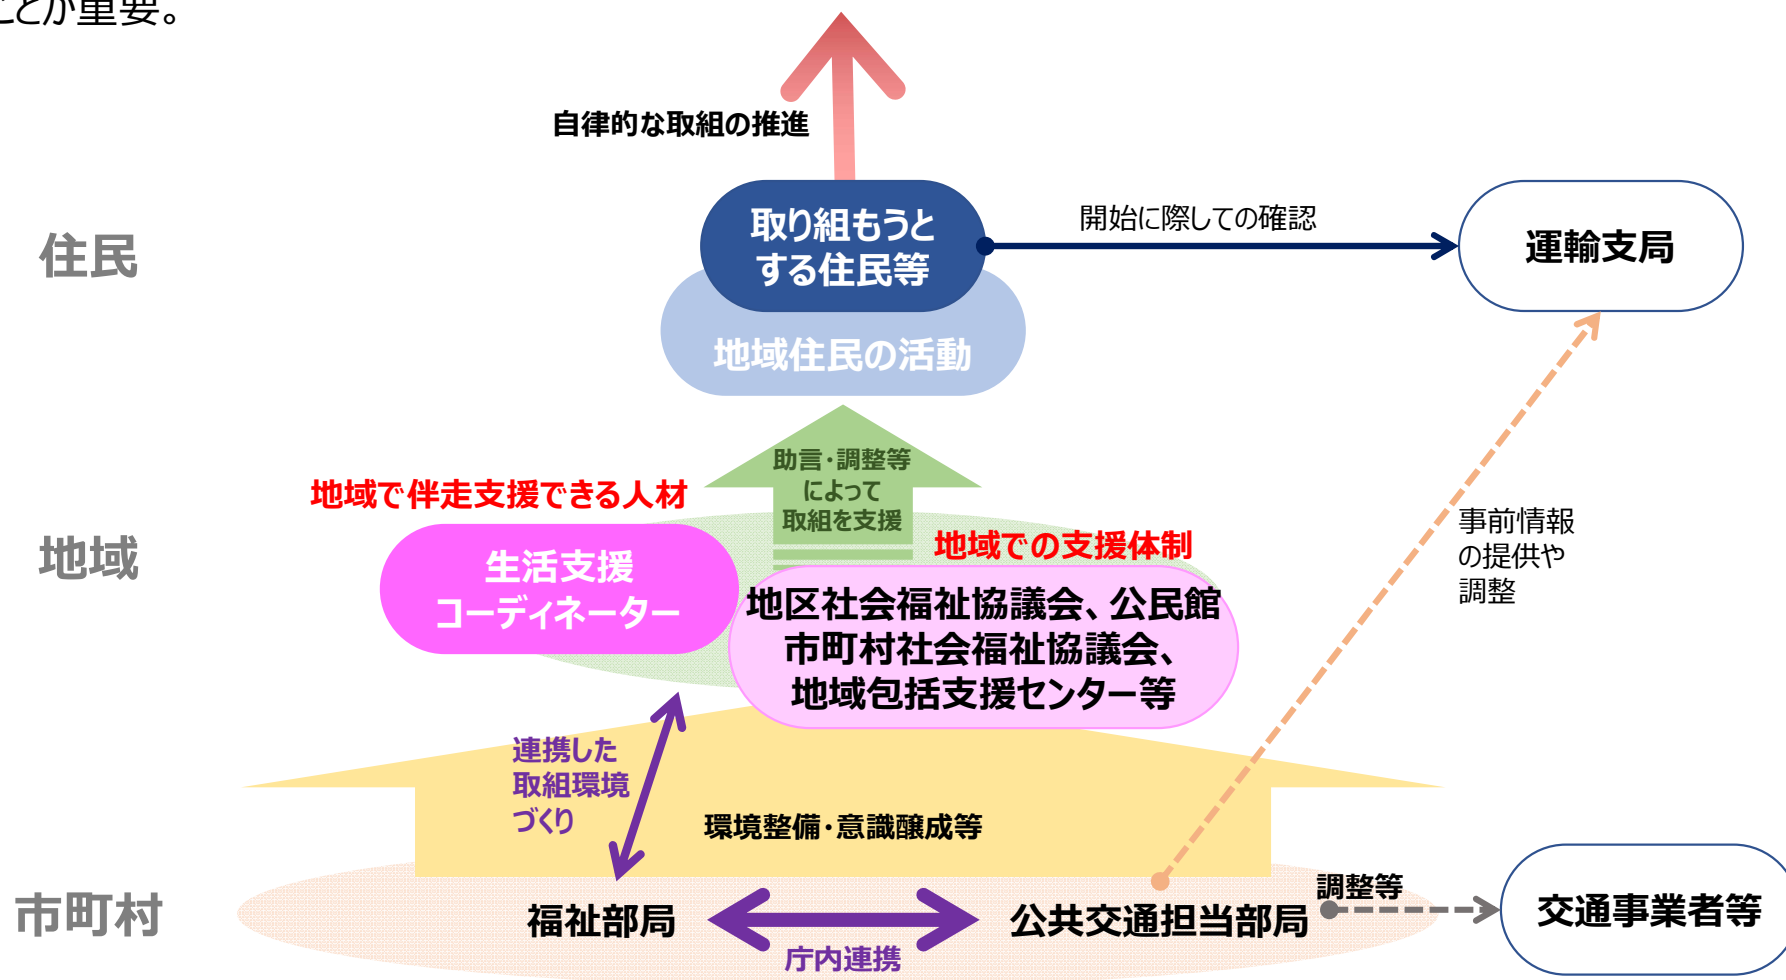 ことが重要。
自律的な取組の推進
住民
取り組もうと
する住民等
開始に際しての確認
運輸支局
地域住民の活動
助言・調整等
によって
取組を支援
地域で伴走支援できる人材
地域での支援体制
地域
生活支援
コーディネーター
地区社会福祉協議会、公民館
市町村社会福祉協議会、
地域包括支援センター等
事前情報
の提供や
調整
連携した
取組環境
づくり
環境整備・意識醸成等
市町村
福祉部局
庁内連携
公共交通担当部局
調整等
交通事業者等